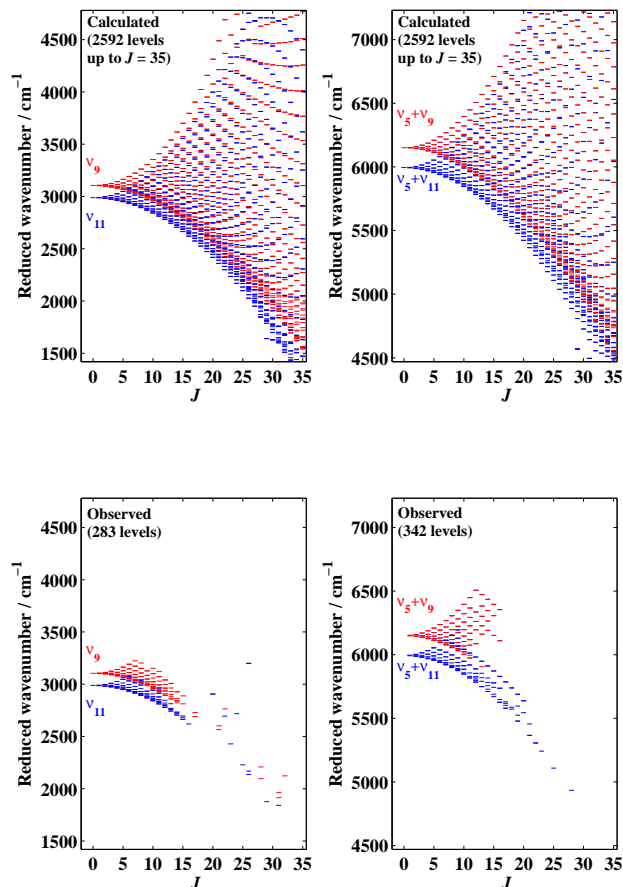 Calculated
(2592 levels
up to J = 35)
4500
4000
3500
3000
2500
2000
1500
ν9
ν11
Reduced wavenumber / cm−1
0 5 10 15 20 25 30 35
J
Calculated
(2592 levels
up to J = 35)
7000
6500
6000
5500
5000
4500
ν5+ν9
ν5+ν11
Reduced wavenumber / cm−1
0 5 10 15 20 25 30 35
J
Observed
(283 levels)
4500
4000
3500
3000
2500
2000
1500
ν9
ν11
Reduced wavenumber / cm−1
0 5 10 15 20 25 30 35
J
Observed
(342 levels)
7000
6500
6000
5500
5000
4500
ν5+ν9
ν5+ν11
Reduced wavenumber / cm−1
0 5 10 15 20 25 30 35
J